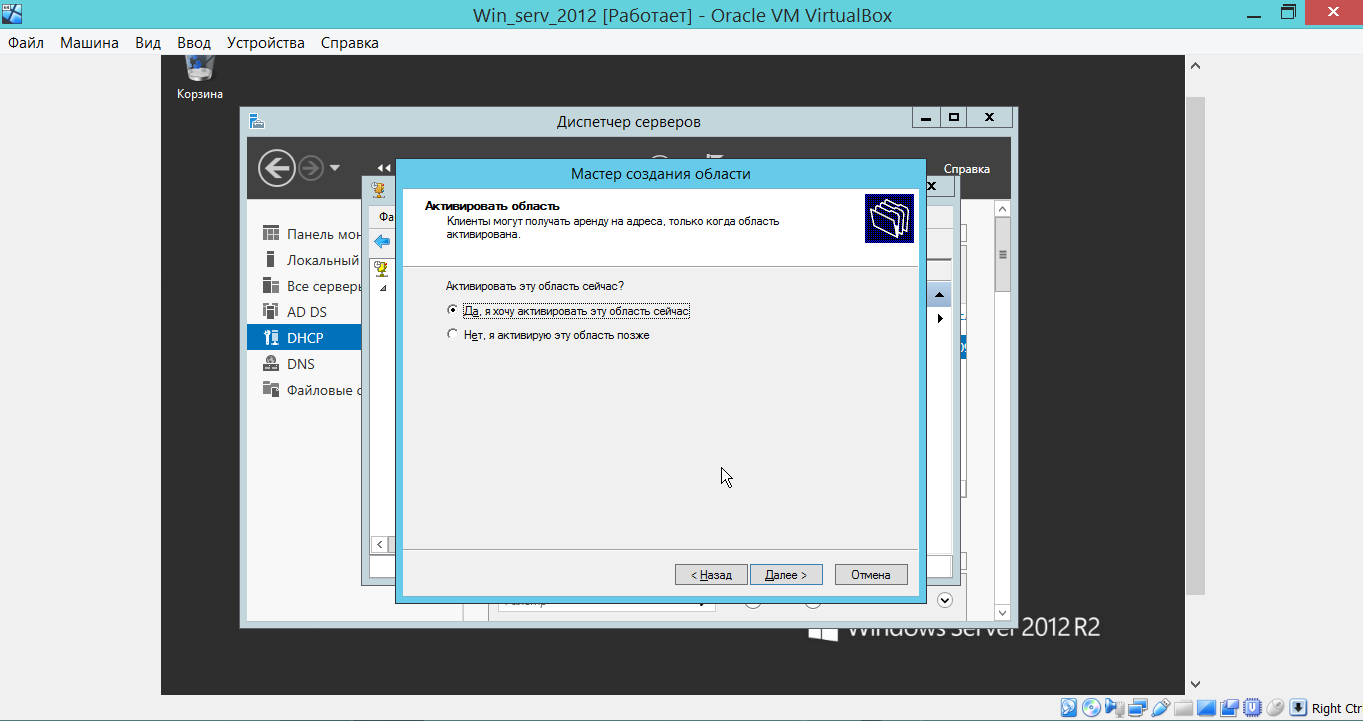 Win_serv_2012 [Работает] - Oracle VM VirtualBox
Файл Машина Вид Ввод Устройства Справка
Корзина
Диспетчер серверов
Справка
Мастер создания области
Фа
Активировать область
Клиенты могут получать аренду на адреса, только когда область
активирована.
Панель мон
Локальный
Все серверы
AD DS
DHCP
DNS
Файловые с
Активировать эту область сейчас?
Да, я хочу активировать эту область сейчас
Нет, я активирую эту область позже
< Назад Далее > Отмена
Windows Server 2012 R2
Right Ctr